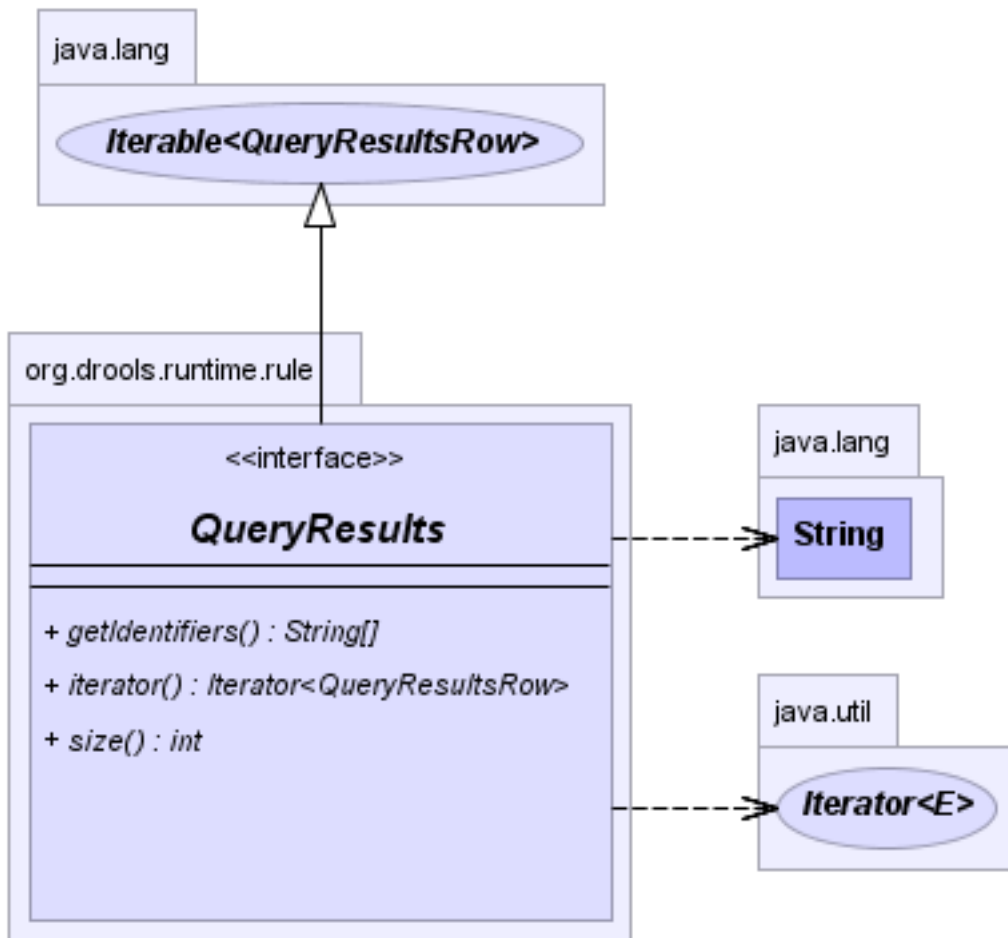 java.lang
Iterable<QueryResultsRow>
org.drools.runtime.rule
<<interface>>
QueryResults
+ getIdentifiers() : String[]
+ iterator() : Iterator<QueryResultsRow>
+ size() : int
java.lang
String
java.util
Iterator<E>